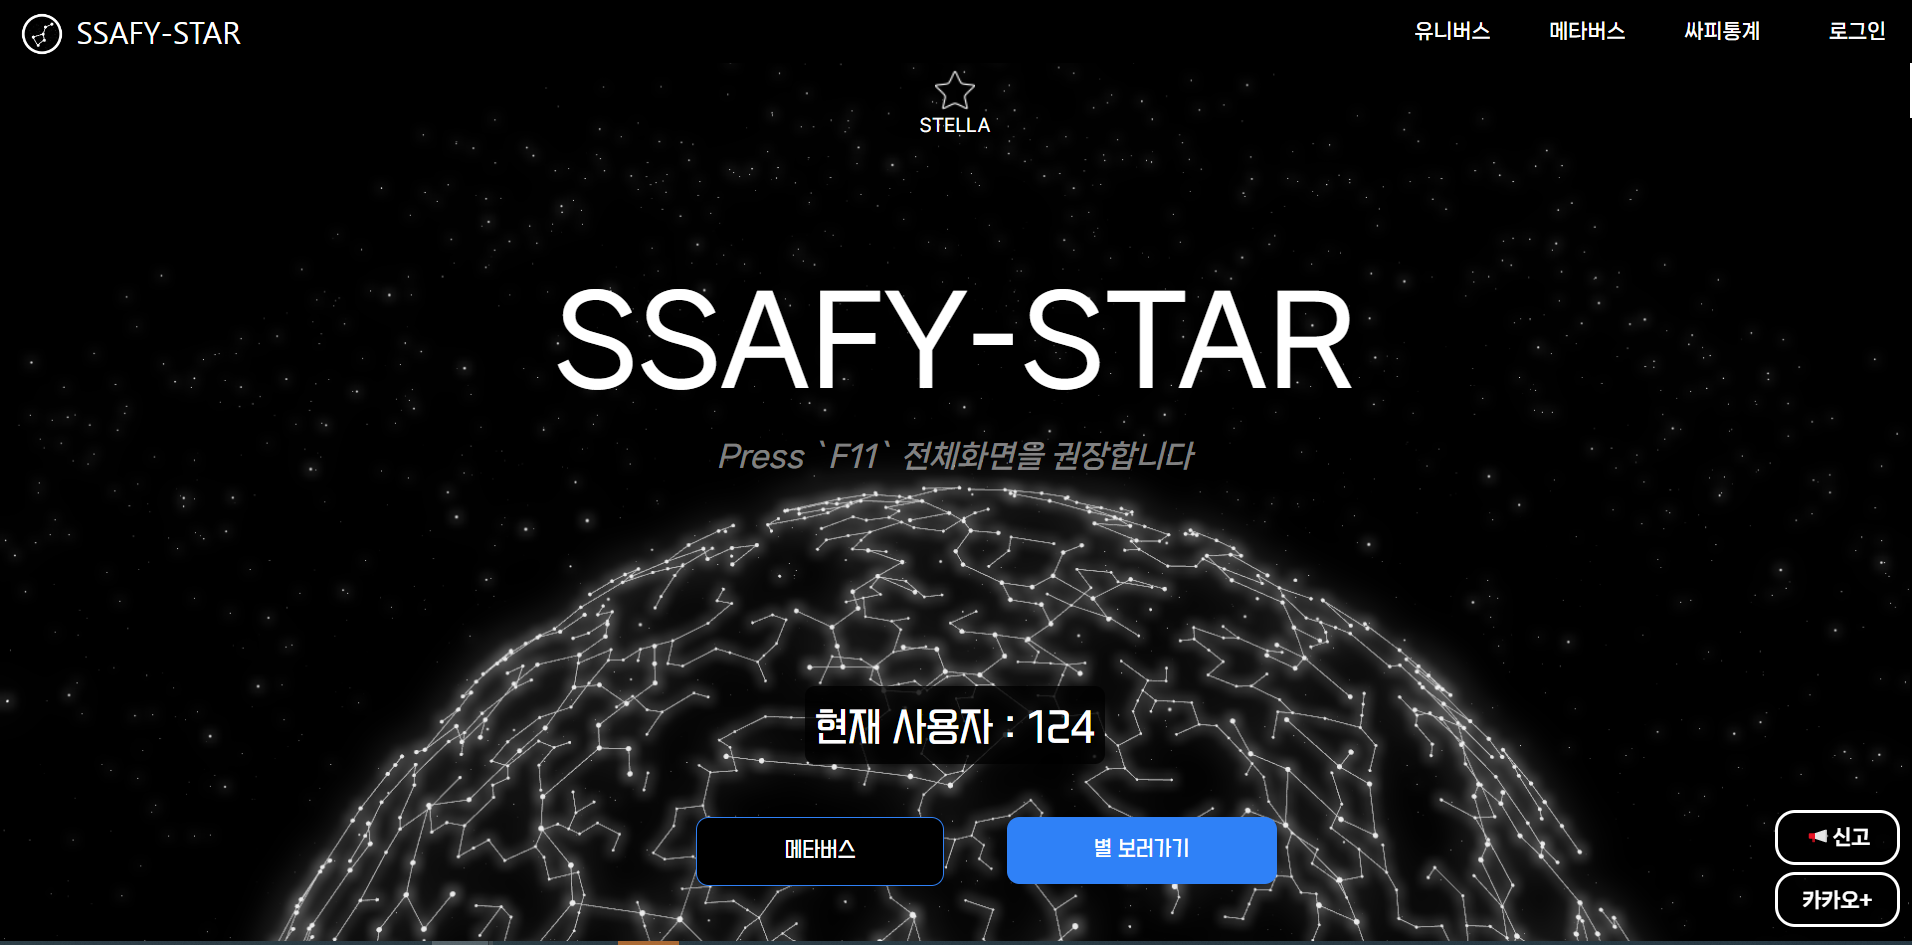 SSAFY-STAR
유니버스
메타버스
싸피통계
로그인
STELLA
SSAFY-STAR
Press `F11` 전체화면을 권장합니다
현재 사용자 : 124
메타버스
별 보러가기
신고
카카오+